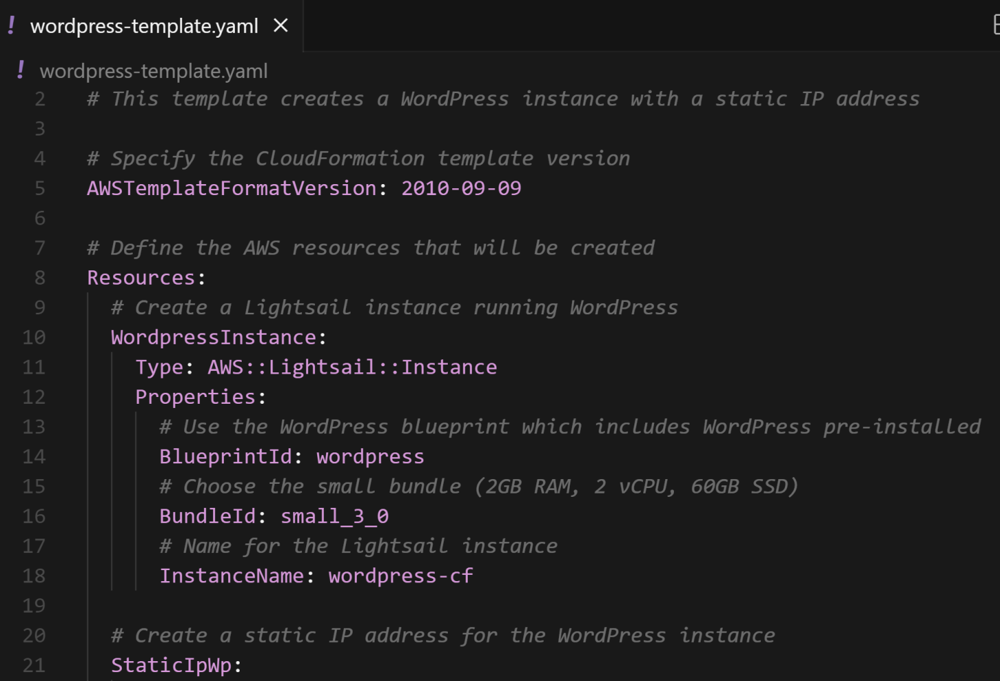 ! wordpress-template.yaml ×
! wordpress-template.yaml
2 # This template creates a WordPress instance with a static IP address
3
4 # Specify the CloudFormation template version
5 AWSTemplateFormatVersion: 2010-09-09
6
7 # Define the AWS resources that will be created
8 Resources:
9 # Create a Lightsail instance running WordPress
10 WordpressInstance:
11 Type: AWS::Lightsail::Instance
12 Properties:
13 # Use the WordPress blueprint which includes WordPress pre-installed
14 BlueprintId: wordpress
15 # Choose the small bundle (2GB RAM, 2 vCPU, 60GB SSD)
16 BundleId: small_3_0
17 # Name for the Lightsail instance
18 InstanceName: wordpress-cf
19
20 # Create a static IP address for the WordPress instance
21 StaticIpWp: